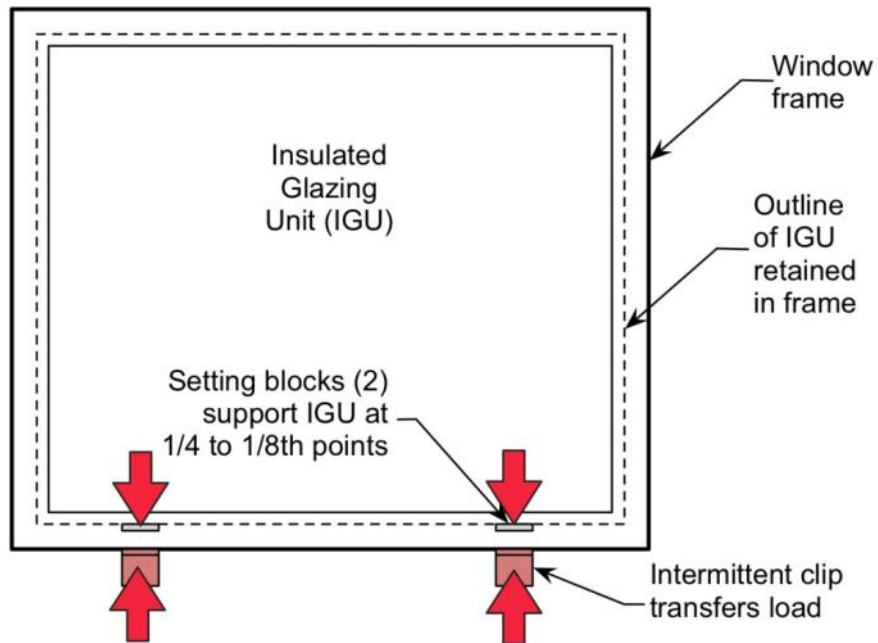 Window
frame
Insulated
Glazing
Unit (IGU)
Outline
of IGU
retained
in frame
Setting blocks (2)
support IGU at
1/4 to 1/8th points
Intermittent clip
transfers load